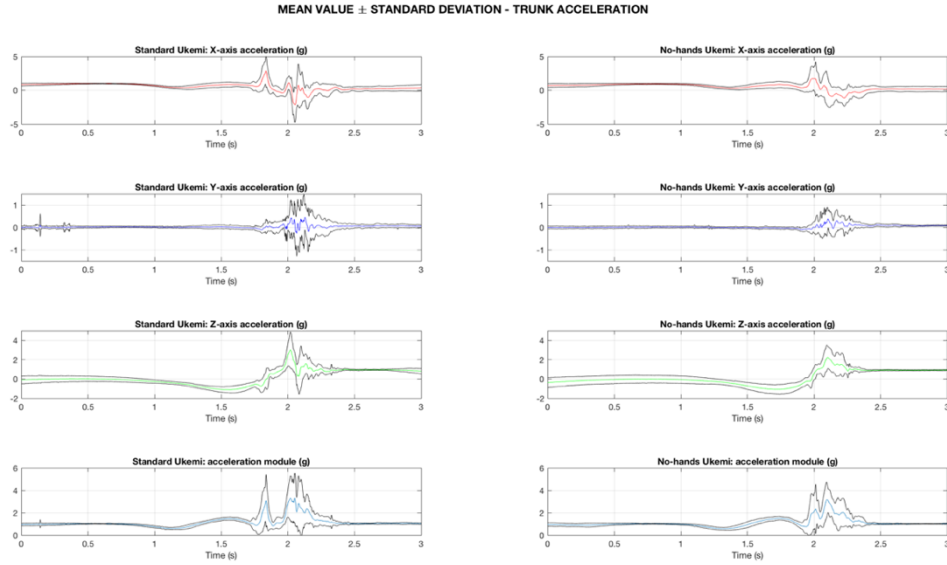 MEAN VALUE ± STANDARD DEVIATION - TRUNK ACCELERATION
Standard Ukemi: X-axis acceleration (g)
5
0
-5
0 0.5 1 1.5 2 2.5 3
Time (s)
No-hands Ukemi: X-axis acceleration (g)
5
0
-5
0 0.5 1 1.5 2 2.5 3
Time (s)
Standard Ukemi: Y-axis acceleration (g)
1
0
-1
0 0.5 1 1.5 2 2.5 3
Time (s)
No-hands Ukemi: Y-axis acceleration (g)
1
0
-1
0 0.5 1 1.5 2 2.5 3
Time (s)
Standard Ukemi: Z-axis acceleration (g)
4
2
0
-2
0 0.5 1 1.5 2 2.5 3
Time (s)
No-hands Ukemi: Z-axis acceleration (g)
4
2
0
-2
0 0.5 1 1.5 2 2.5 3
Time (s)
Standard Ukemi: acceleration module (g)
6
4
2
0
0 0.5 1 1.5 2 2.5 3
Time (s)
No-hands Ukemi: acceleration module (g)
6
4
2
0
0 0.5 1 1.5 2 2.5 3
Time (s)